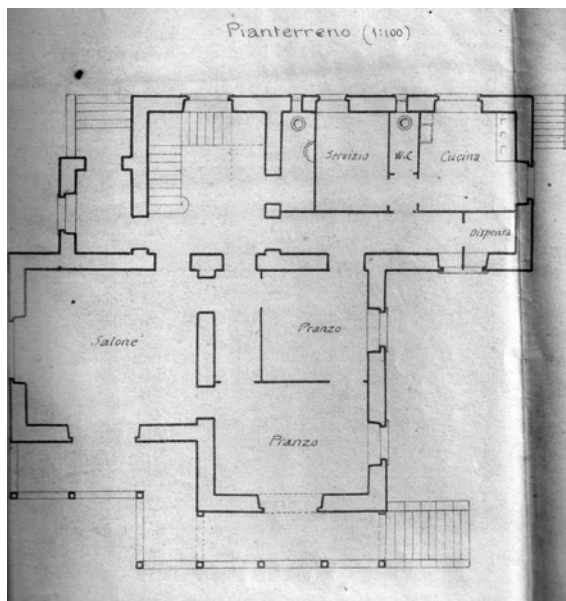 Pianterreno (1:100)
Servizio
W.C
Cucina
Dispensa
Salone
Pranzo
Pranzo